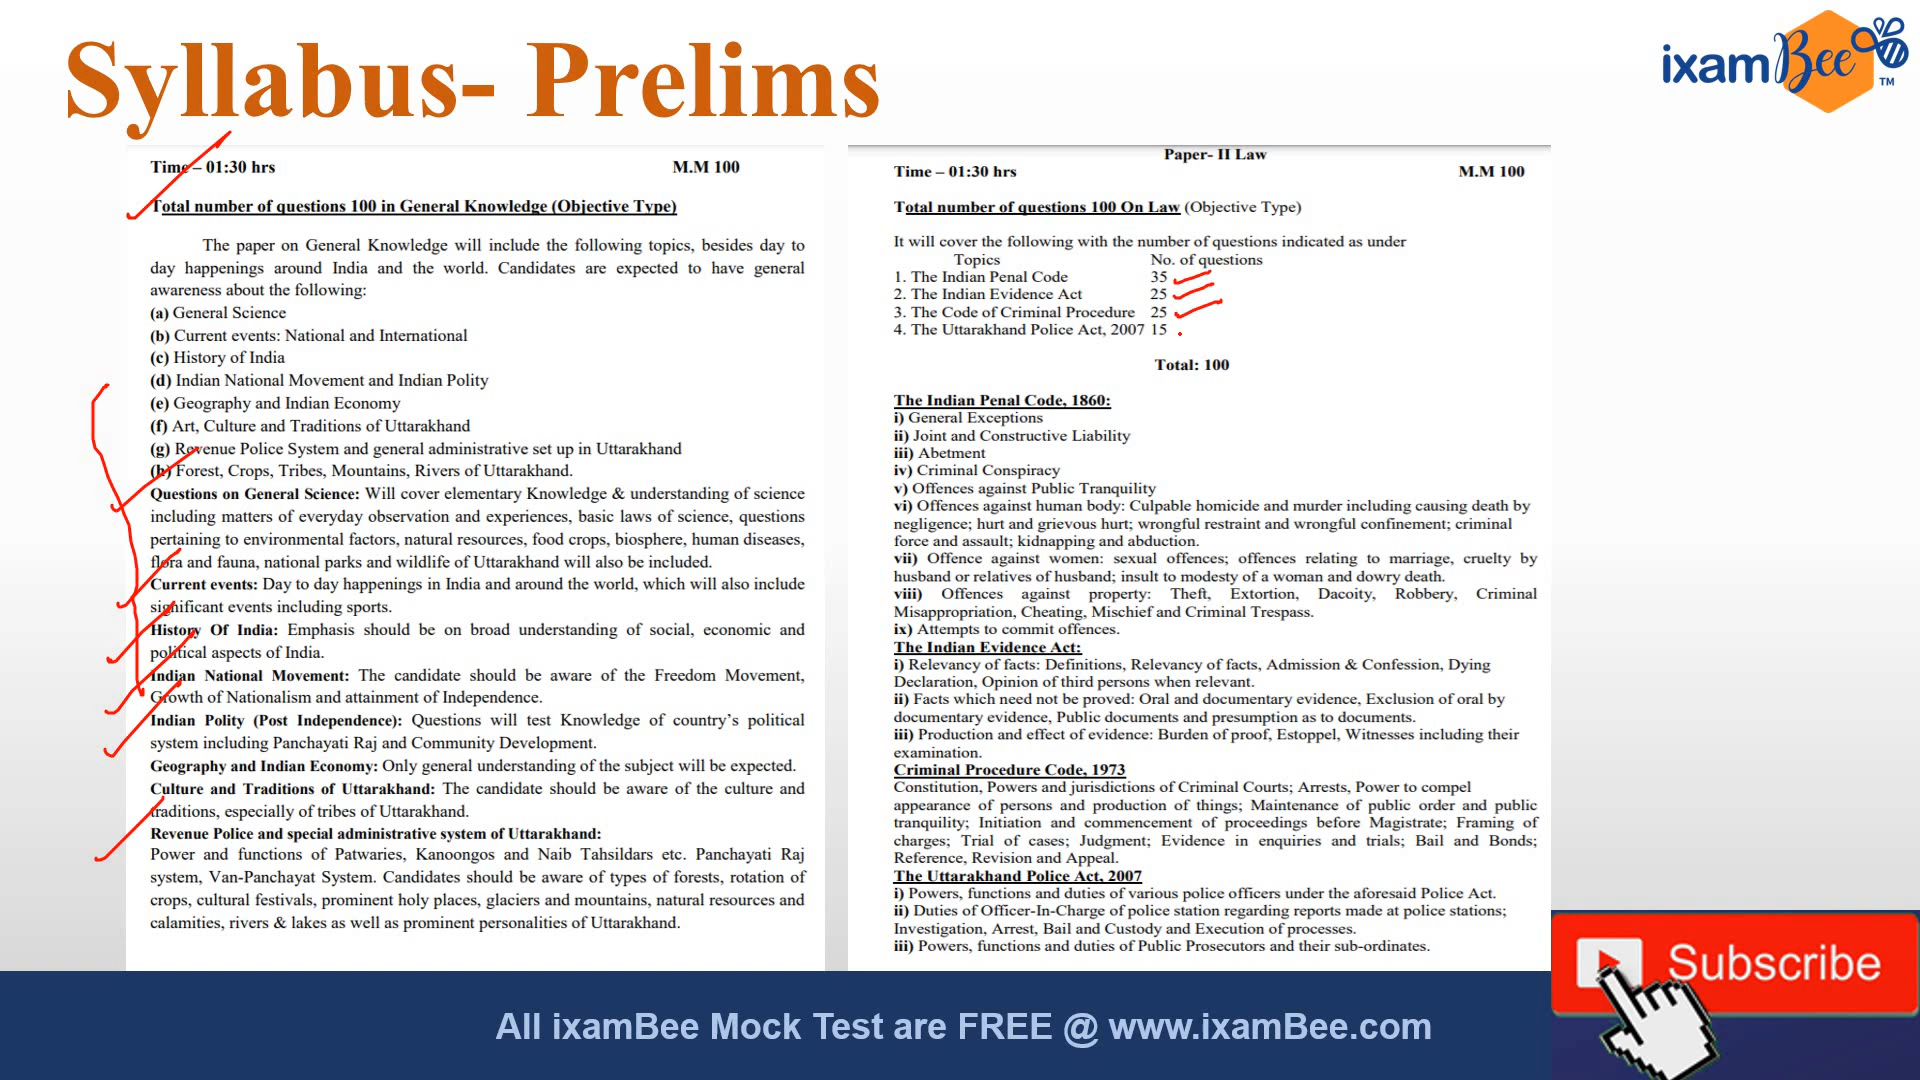 Syllabus- Prelims
ixamBee
TM
Time – 01:30 hrs M.M 100
Total number of questions 100 in General Knowledge (Objective Type)
The paper on General Knowledge will include the following topics, besides day to
day happenings around India and the world. Candidates are expected to have general
awareness about the following:
(a) General Science
(b) Current events: National and International
(c) History of India
(d) Indian National Movement and Indian Polity
(e) Geography and Indian Economy
(f) Art, Culture and Traditions of Uttarakhand
(g) Revenue Police System and general administrative set up in Uttarakhand
(h) Forest, Crops, Tribes, Mountains, Rivers of Uttarakhand.
Questions on General Science: Will cover elementary Knowledge & understanding of science
including matters of everyday observation and experiences, basic laws of science, questions
pertaining to environmental factors, natural resources, food crops, biosphere, human diseases,
flora and fauna, national parks and wildlife of Uttarakhand will also be included.
Current events: Day to day happenings in India and around the world, which will also include
significant events including sports.
History Of India: Emphasis should be on broad understanding of social, economic and
political aspects of India.
Indian National Movement: The candidate should be aware of the Freedom Movement,
Growth of Nationalism and attainment of Independence.
Indian Polity (Post Independence): Questions will test Knowledge of country's political
system including Panchayati Raj and Community Development.
Geography and Indian Economy: Only general understanding of the subject will be expected.
Culture and Traditions of Uttarakhand: The candidate should be aware of the culture and
traditions, especially of tribes of Uttarakhand.
Revenue Police and special administrative system of Uttarakhand:
Power and functions of Patwaries, Kanoongos and Naib Tahsildars etc. Panchayati Raj
system, Van-Panchayat System. Candidates should be aware of types of forests, rotation of
crops, cultural festivals, prominent holy places, glaciers and mountains, natural resources and
calamities, rivers & lakes as well as prominent personalities of Uttarakhand.
Paper- II Law
Time – 01:30 hrs M.M 100
Total number of questions 100 On Law (Objective Type)
It will cover the following with the number of questions indicated as under
Topics No. of questions
1. The Indian Penal Code 35
2. The Indian Evidence Act 25
3. The Code of Criminal Procedure 25
4. The Uttarakhand Police Act, 2007 15
Total: 100
The Indian Penal Code, 1860:
i) General Exceptions
ii) Joint and Constructive Liability
iii) Abetment
iv) Criminal Conspiracy
v) Offences against Public Tranquility
vi) Offences against human body: Culpable homicide and murder including causing death by
negligence; hurt and grievous hurt; wrongful restraint and wrongful confinement; criminal
force and assault; kidnapping and abduction.
vii) Offence against women: sexual offences; offences relating to marriage, cruelty by
husband or relatives of husband; insult to modesty of a woman and dowry death.
viii) Offences against property: Theft, Extortion, Dacoity, Robbery, Criminal
Misappropriation, Cheating, Mischief and Criminal Trespass.
ix) Attempts to commit offences.
The Indian Evidence Act:
i) Relevancy of facts: Definitions, Relevancy of facts, Admission & Confession, Dying
Declaration, Opinion of third persons when relevant.
ii) Facts which need not be proved: Oral and documentary evidence, Exclusion of oral by
documentary evidence, Public documents and presumption as to documents.
iii) Production and effect of evidence: Burden of proof, Estoppel, Witnesses including their
examination.
Criminal Procedure Code, 1973
Constitution, Powers and jurisdictions of Criminal Courts; Arrests, Power to compel
appearance of persons and production of things; Maintenance of public order and public
tranquility; Initiation and commencement of proceedings before Magistrate; Framing of
charges; Trial of cases; Judgment; Evidence in enquiries and trials; Bail and Bonds;
Reference, Revision and Appeal.
The Uttarakhand Police Act, 2007
i) Powers, functions and duties of various police officers under the aforesaid Police Act.
ii) Duties of Officer-In-Charge of police station regarding reports made at police stations;
Investigation, Arrest, Bail and Custody and Execution of processes.
iii) Powers, functions and duties of Public Prosecutors and their sub-ordinates.
Subscribe
All ixamBee Mock Test are FREE @ www.ixamBee.com